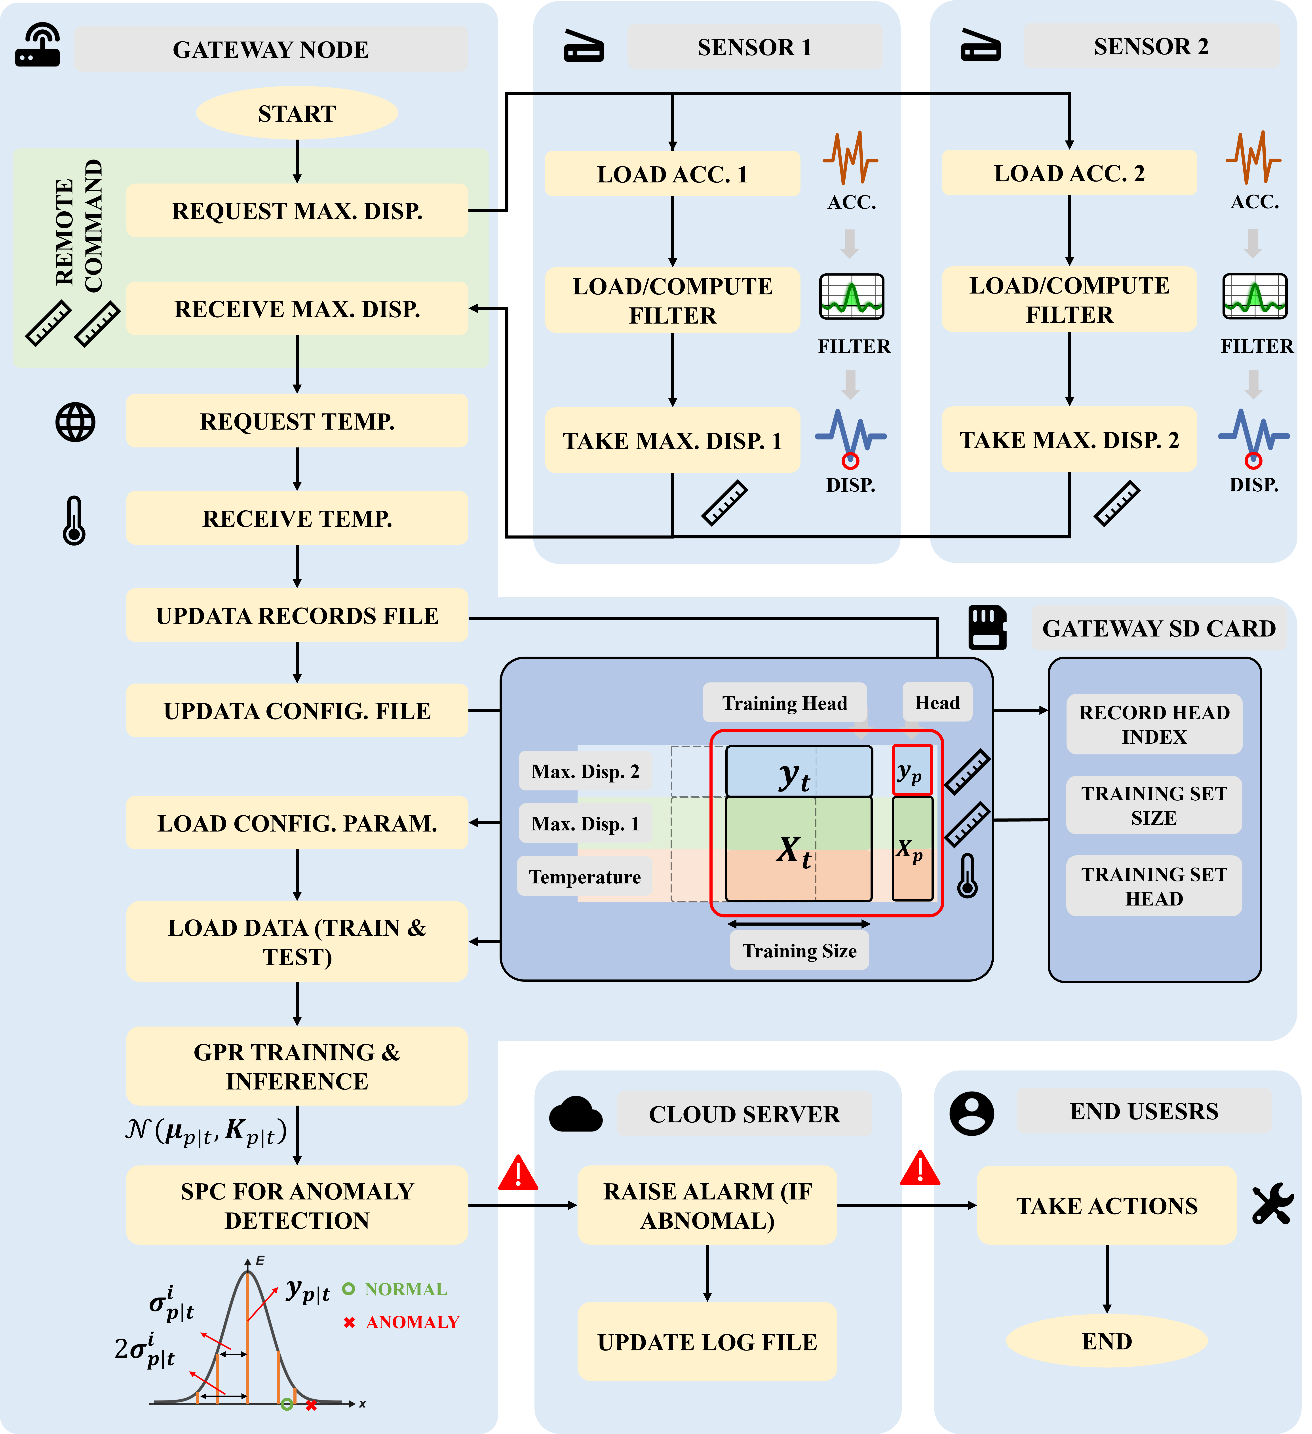 GATEWAY NODE
START
REMOTE
COMMAND
REQUEST MAX. DISP.
RECEIVE MAX. DISP.
REQUEST TEMP.
RECEIVE TEMP.
UPDATA RECORDS FILE
UPDATA CONFIG. FILE
LOAD CONFIG. PARAM.
LOAD DATA (TRAIN &
TEST)
GPR TRAINING &
INFERENCE
𝒩(μ_{p|t}, K_{p|t})
SPC FOR ANOMALY
DETECTION
E
y_{p|t}
σ^i_{p|t}
2σ^i_{p|t}
NORMAL
ANOMALY
x
SENSOR 1
LOAD ACC. 1
ACC.
LOAD/COMPUTE
FILTER
FILTER
TAKE MAX. DISP. 1
DISP.
SENSOR 2
LOAD ACC. 2
ACC.
LOAD/COMPUTE
FILTER
FILTER
TAKE MAX. DISP. 2
DISP.
GATEWAY SD CARD
Training Head
Head
Max. Disp. 2
y_t
y_p
Max. Disp. 1
X_t
X_p
Temperature
Training Size
RECORD HEAD
INDEX
TRAINING SET
SIZE
TRAINING SET
HEAD
CLOUD SERVER
RAISE ALARM (IF
ABNOMAL)
UPDATE LOG FILE
END USESRS
TAKE ACTIONS
END